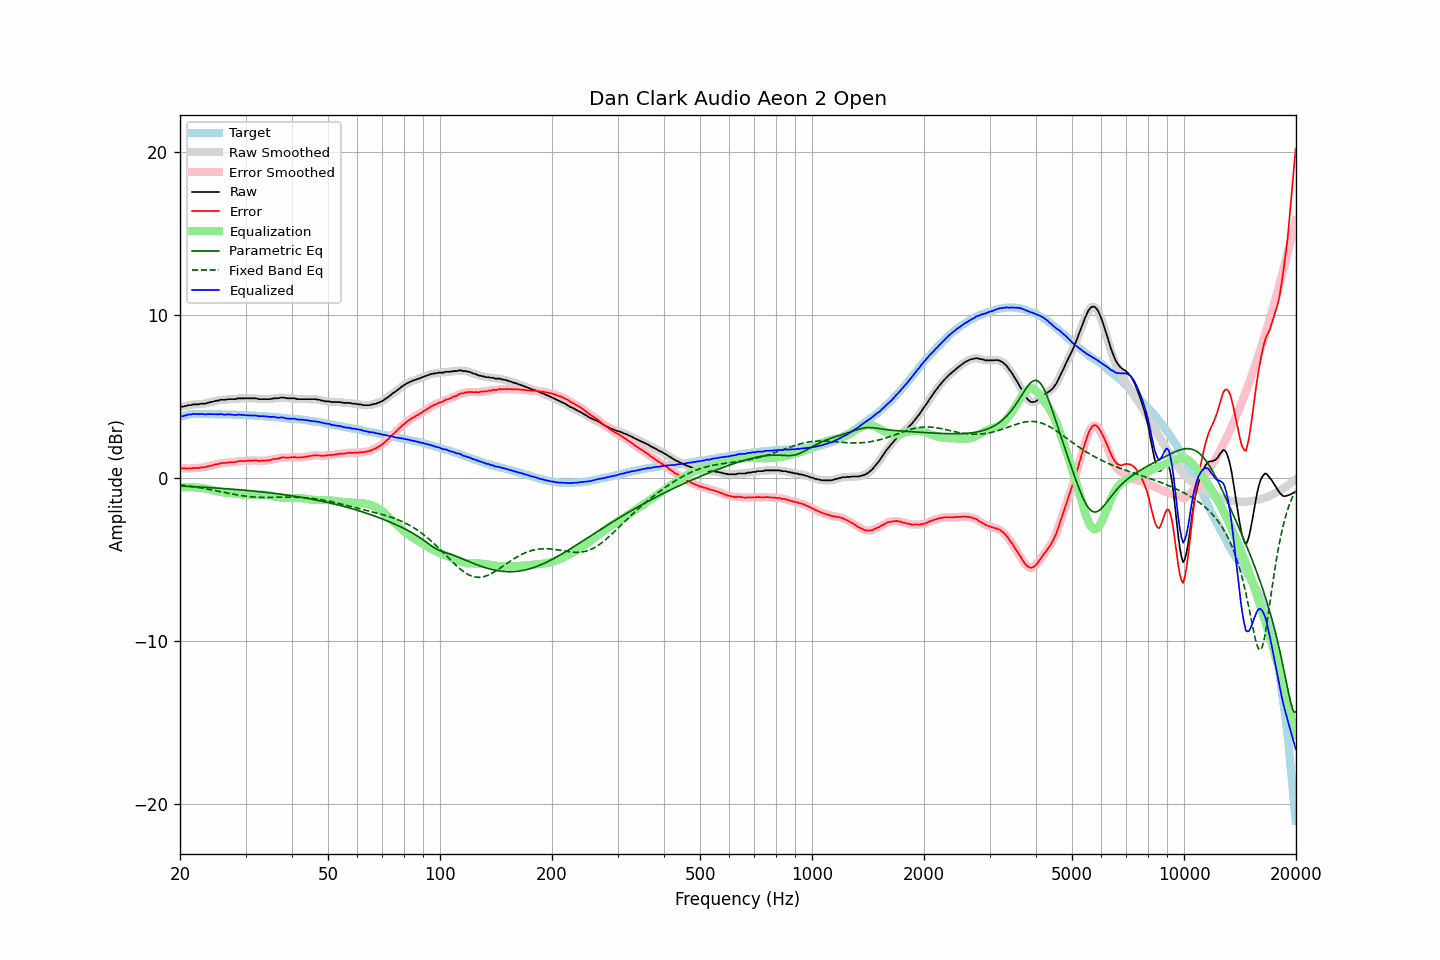 Dan Clark Audio Aeon 2 Open
Target
Raw Smoothed
Error Smoothed
Raw
Error
Equalization
Parametric Eq
Fixed Band Eq
Equalized
20
10
0
−10
−20
Amplitude (dBr)
20 50 100 200 500 1000 2000 5000 10000 20000
Frequency (Hz)